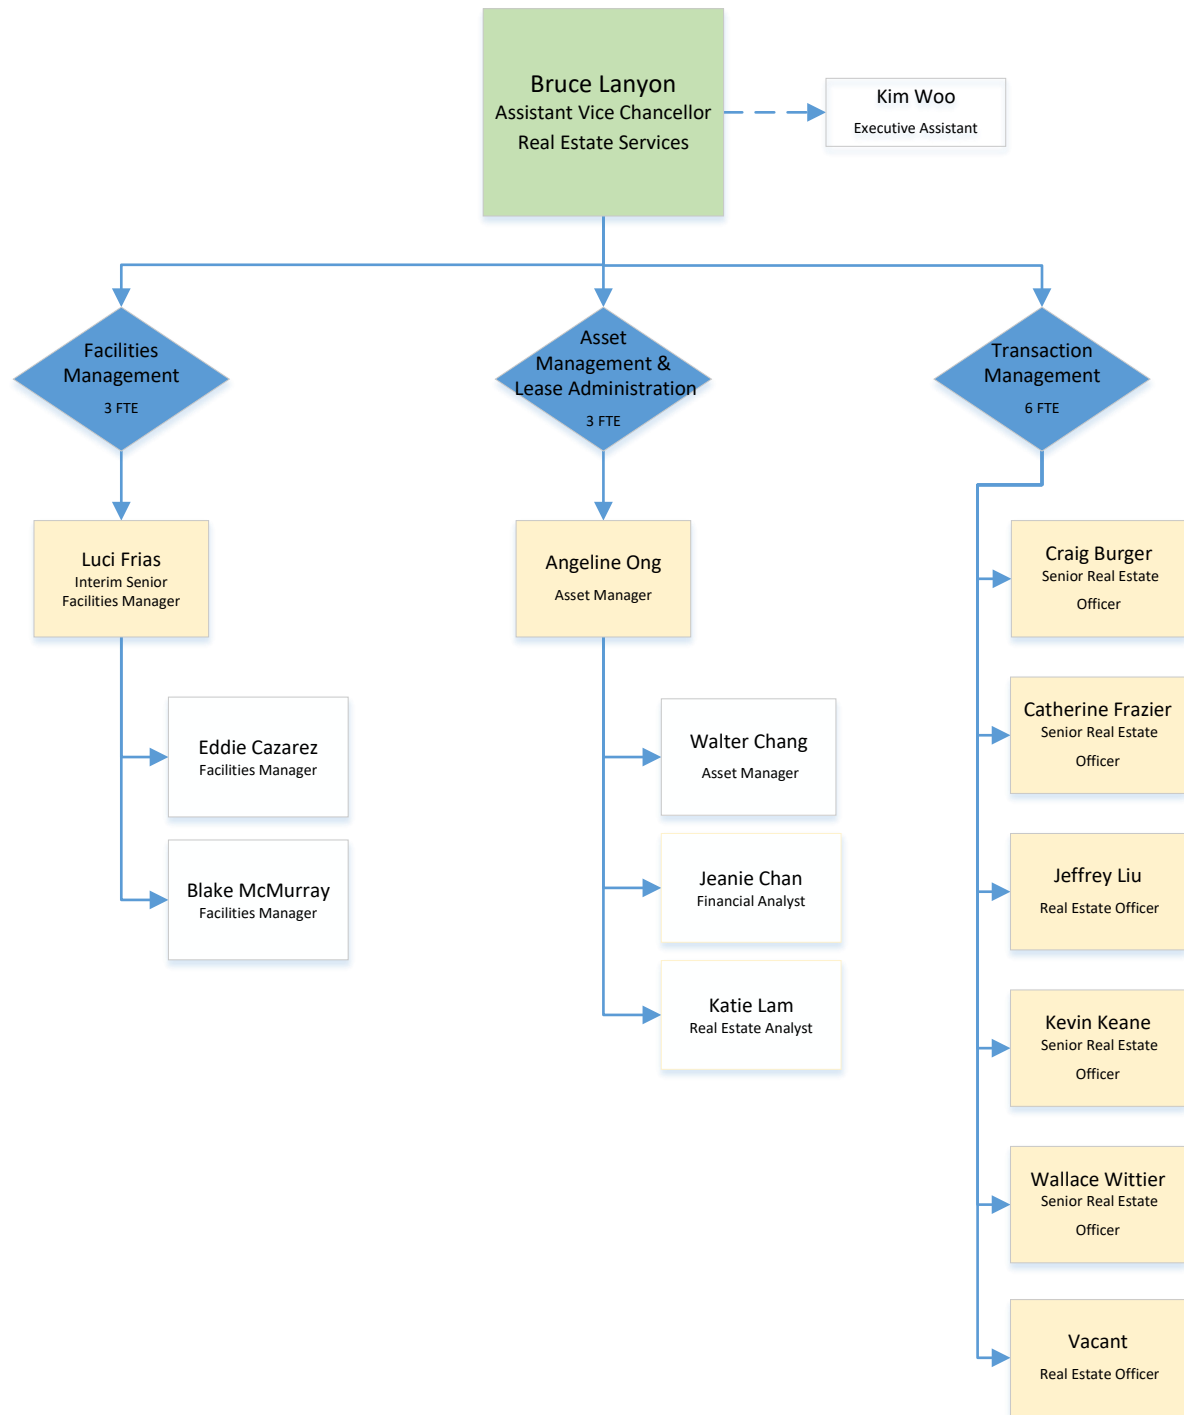 Bruce Lanyon
Assistant Vice Chancellor
Real Estate Services
Kim Woo
Executive Assistant
Facilities
Management
3 FTE
Asset
Management &
Lease Administration
3 FTE
Transaction
Management
6 FTE
Luci Frias
Interim Senior
Facilities Manager
Eddie Cazarez
Facilities Manager
Blake McMurray
Facilities Manager
Angeline Ong
Asset Manager
Walter Chang
Asset Manager
Jeanie Chan
Financial Analyst
Katie Lam
Real Estate Analyst
Craig Burger
Senior Real Estate
Officer
Catherine Frazier
Senior Real Estate
Officer
Jeffrey Liu
Real Estate Officer
Kevin Keane
Senior Real Estate
Officer
Wallace Wittier
Senior Real Estate
Officer
Vacant
Real Estate Officer